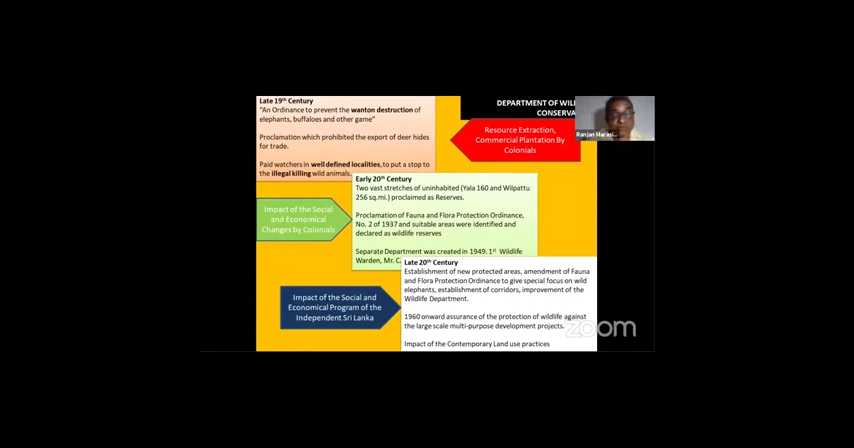 Late 19th Century
"An Ordinance to prevent the wanton destruction of
elephants, buffaloes and other game"
Proclamation which prohibited the export of deer hides
for trade.
Paid watchers in well defined localities, to put a stop to
the illegal killing wild animals.
DEPARTMENT OF
CONSERVA
Ranjan Maras
Resource Extraction,
Commercial Plantation By
Colonials
Impact of the Social
and Economical
Changes by Colonials
Early 20th Century
Two vast stretches of uninhabited (Yala 160 and Wilpattu
256 sq.mi.) proclaimed as Reserves.
Proclamation of Fauna and Flora Protection Ordinance,
No. 2 of 1937 and suitable areas were identified and
declared as wildlife reserves
Separate Department was created in 1949. 1st Wildlife
Warden, Mr. C.
Impact of the Social and
Economical Program of the
Independent Sri Lanka
Late 20th Century
Establishment of new protected areas, amendment of Fauna
and Flora Protection Ordinance to give special focus on wild
elephants, establishment of corridors, improvement of the
Wildlife Department.
1960 onward assurance of the protection of wildlife against
the large scale multi-purpose development projects.
Impact of the Contemporary Land use practices
zoom